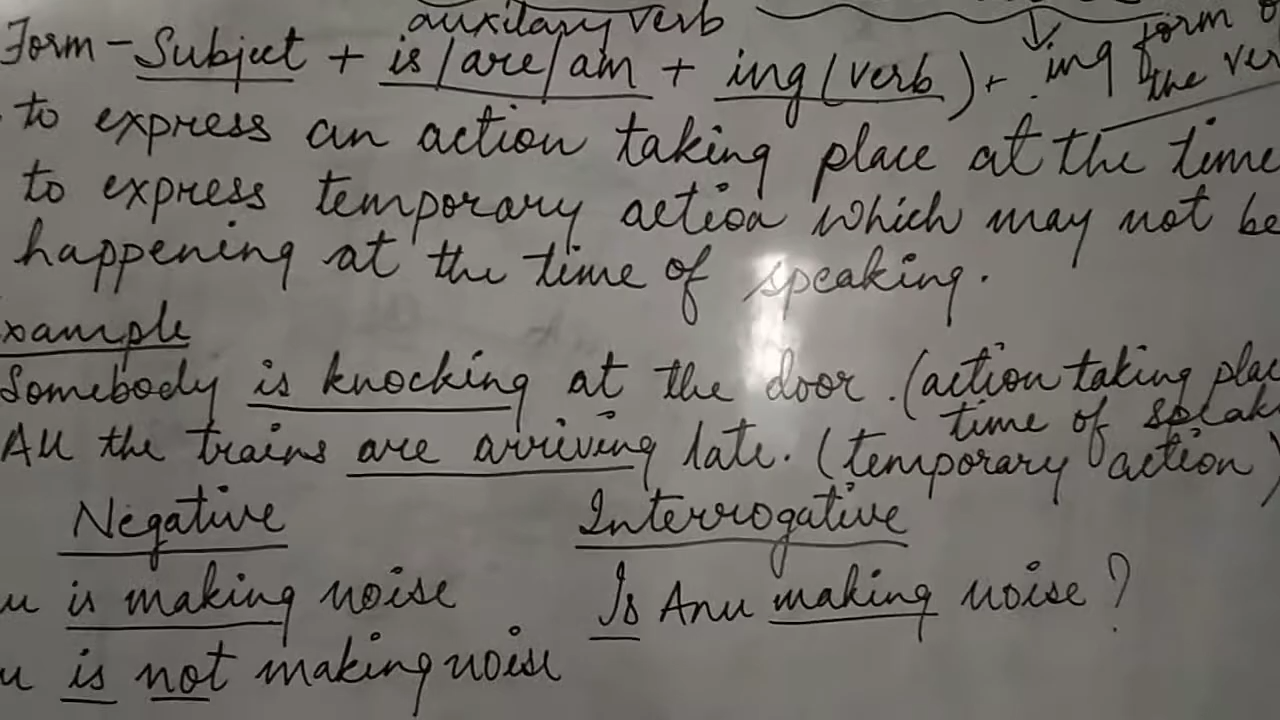 auxilary verb
Form - Subject + is/are/am + ing (verb) + ing form
the
to express an action taking place at the time
to express temporary action which may not be
happening at the time of speaking.
xample
Somebody is knocking at the door. (action taking plac
time of speak
All the trains are arriving late. (temporary action)
Negative Interrogative
u is making noise Is Anu making noise?
u is not making noise